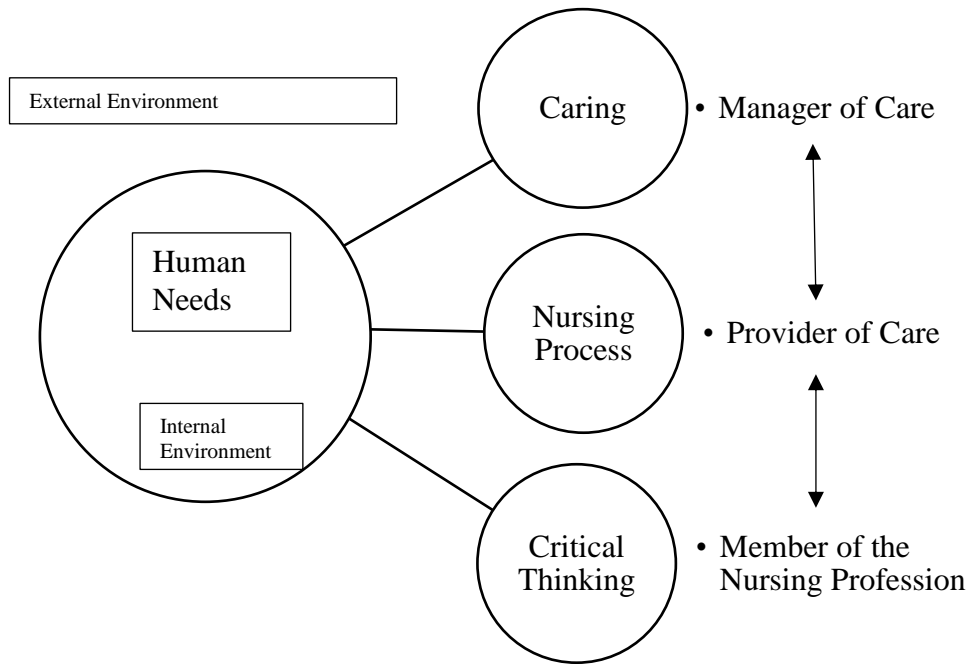 External Environment
Caring
• Manager of Care
Human
Needs
Nursing
Process
• Provider of Care
Internal
Environment
Critical
Thinking
• Member of the
Nursing Profession